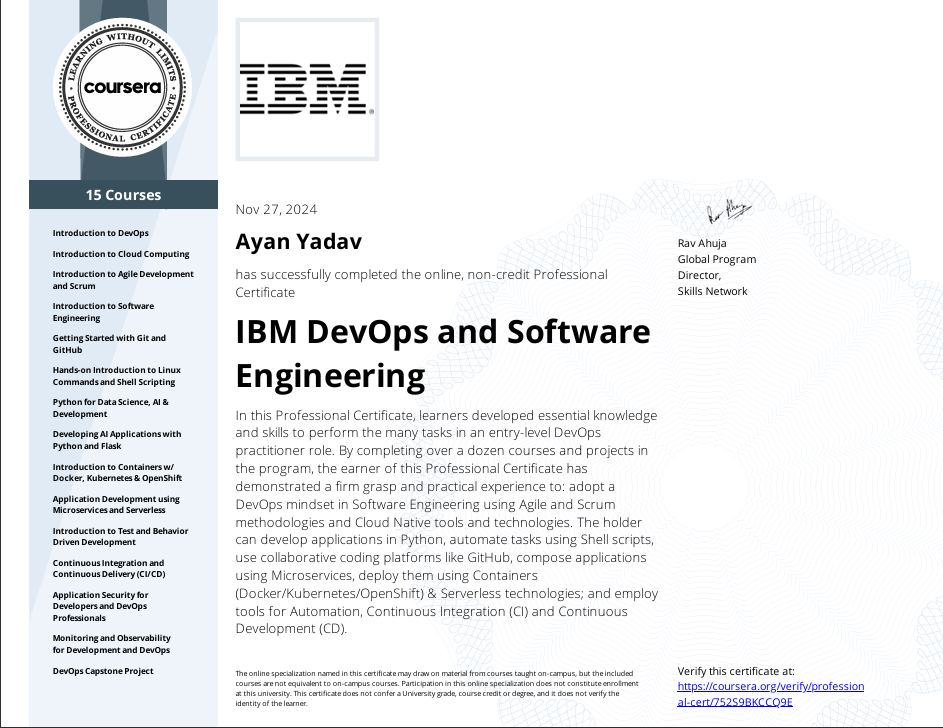 LEARNING WITHOUT LIMITS
coursera
PROFESSIONAL CERTIFICATE
15 Courses
Introduction to DevOps
Introduction to Cloud Computing
Introduction to Agile Development
and Scrum
Introduction to Software
Engineering
Getting Started with Git and
GitHub
Hands-on Introduction to Linux
Commands and Shell Scripting
Python for Data Science, AI &
Development
Developing AI Applications with
Python and Flask
Introduction to Containers w/
Docker, Kubernetes & OpenShift
Application Development using
Microservices and Serverless
Introduction to Test and Behavior
Driven Development
Continuous Integration and
Continuous Delivery (CI/CD)
Application Security for
Developers and DevOps
Professionals
Monitoring and Observability
for Development and DevOps
DevOps Capstone Project
IBM®
Nov 27, 2024
Ayan Yadav
has successfully completed the online, non-credit Professional
Certificate
IBM DevOps and Software
Engineering
In this Professional Certificate, learners developed essential knowledge
and skills to perform the many tasks in an entry-level DevOps
practitioner role. By completing over a dozen courses and projects in
the program, the earner of this Professional Certificate has
demonstrated a firm grasp and practical experience to: adopt a
DevOps mindset in Software Engineering using Agile and Scrum
methodologies and Cloud Native tools and technologies. The holder
can develop applications in Python, automate tasks using Shell scripts,
use collaborative coding platforms like GitHub, compose applications
using Microservices, deploy them using Containers
(Docker/Kubernetes/OpenShift) & Serverless technologies; and employ
tools for Automation, Continuous Integration (CI) and Continuous
Development (CD).
The online specialization named in this certificate may draw on material from courses taught on-campus, but the included
courses are not equivalent to on-campus courses. Participation in this online specialization does not constitute enrollment
at this university. This certificate does not confer a University grade, course credit or degree, and it does not verify the
identity of the learner.
Rav Ahuja
Rav Ahuja
Global Program
Director,
Skills Network
Verify this certificate at:
https://coursera.org/verify/profession
al-cert/752S9BKCCQ9E